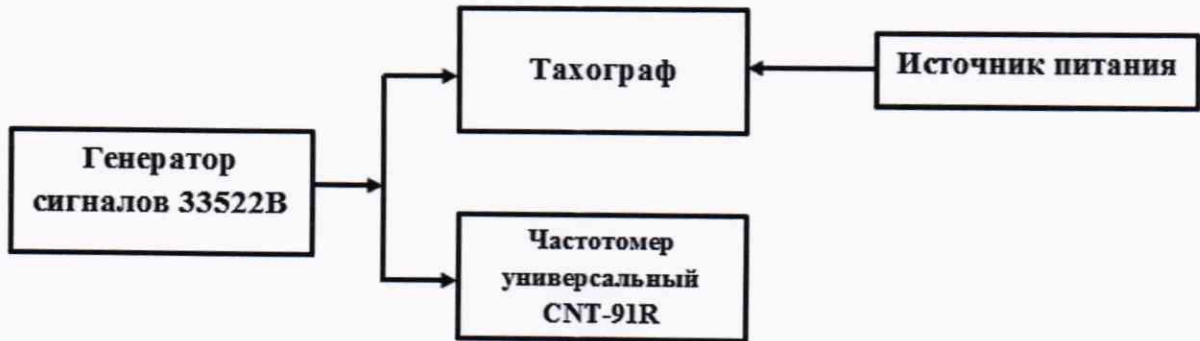 Тахограф
Источник питания
Генератор
сигналов 33522B
Частотомер
универсальный
CNT-91R